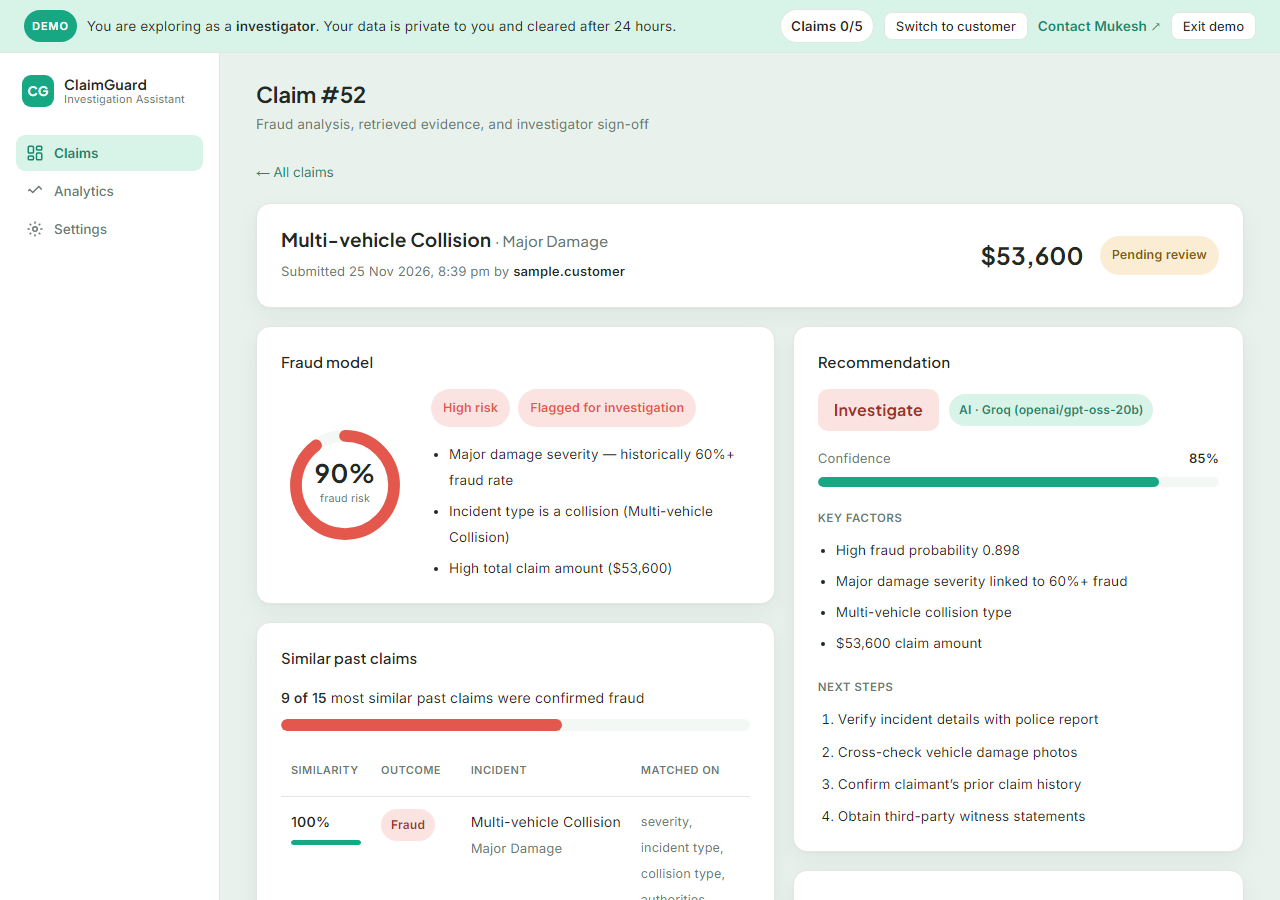 DEMO
You are exploring as a investigator. Your data is private to you and cleared after 24 hours.
Claims 0/5
Switch to customer
Contact Mukesh ↗
Exit demo
CG
ClaimGuard
Investigation Assistant
Claims
Analytics
Settings
Claim #52
Fraud analysis, retrieved evidence, and investigator sign-off
← All claims
Multi-vehicle Collision · Major Damage
Submitted 25 Nov 2026, 8:39 pm by sample.customer
$53,600
Pending review
Fraud model
90%
fraud risk
High risk
Flagged for investigation
• Major damage severity — historically 60%+
fraud rate
• Incident type is a collision (Multi-vehicle
Collision)
• High total claim amount ($53,600)
Similar past claims
9 of 15 most similar past claims were confirmed fraud
SIMILARITY OUTCOME INCIDENT MATCHED ON
100% Fraud Multi-vehicle Collision severity,
Major Damage incident type,
collision type,
authorities
Recommendation
Investigate
AI · Groq (openai/gpt-oss-20b)
Confidence 85%
KEY FACTORS
• High fraud probability 0.898
• Major damage severity linked to 60%+ fraud
• Multi-vehicle collision type
• $53,600 claim amount
NEXT STEPS
1. Verify incident details with police report
2. Cross-check vehicle damage photos
3. Confirm claimant's prior claim history
4. Obtain third-party witness statements